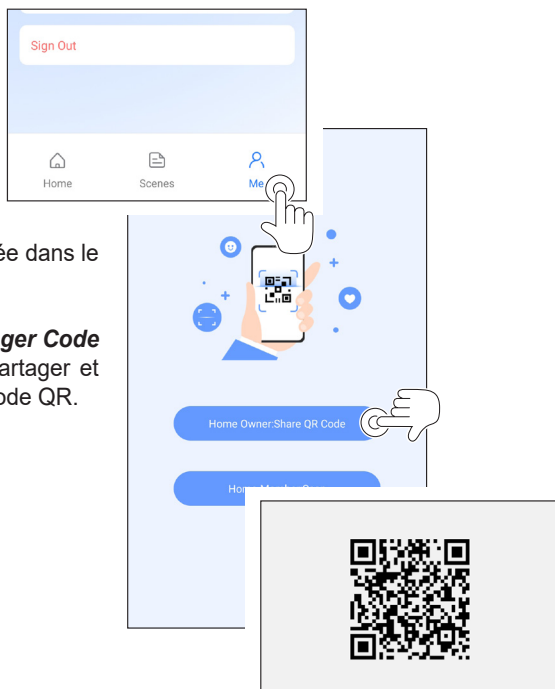 Sign Out
Home
Scenes
Me
ée dans le
ger Code
artager et
ode QR.
Home Owner:Share QR Code